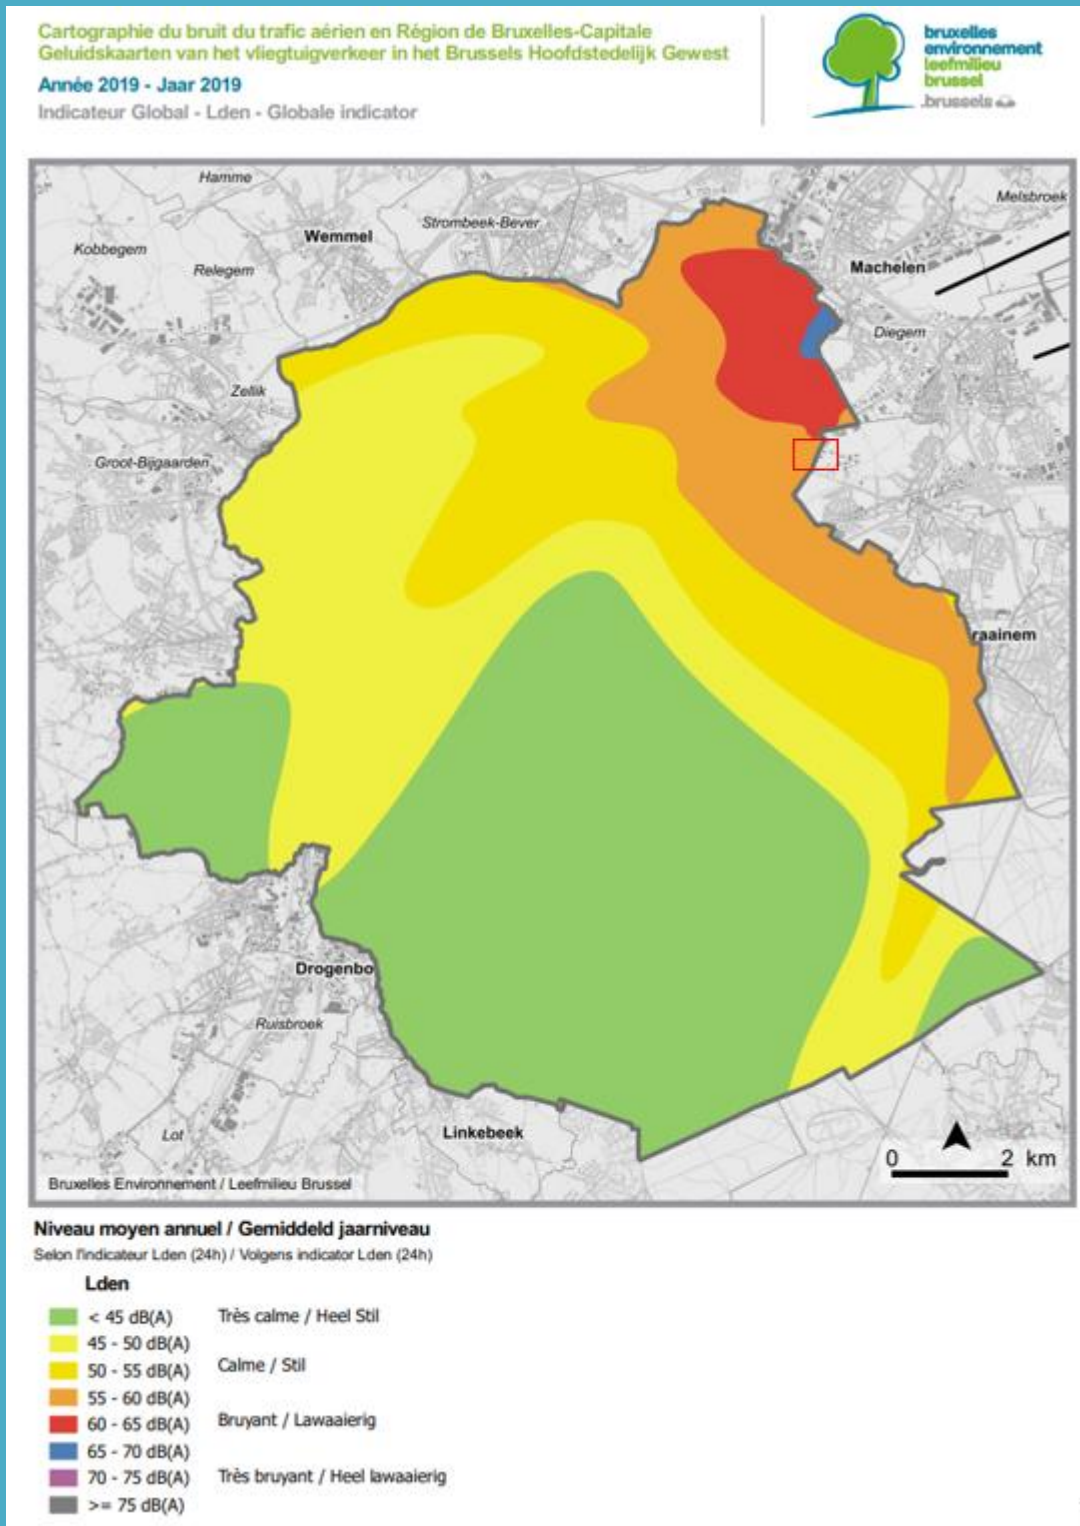 Cartographie du bruit du trafic aérien en Région de Bruxelles-Capitale
Geluidskaarten van het vliegtuigverkeer in het Brussels Hoofdstedelijk Gewest
Année 2019 - Jaar 2019
Indicateur Global - Lden - Globale indicator
bruxelles
environnement
leefmilieu
brussel
.brussels
Hamme
Melsbroek
Strombeek-Bever
Wemmel
Kobbegem
Relegem
Machelen
Diegem
Zellik
Groot-Bijgaarden
raainem
Drogenbo
Ruisbroek
Linkebeek
Lot
0 2 km
Bruxelles Environnement / Leefmilieu Brussel
Niveau moyen annuel / Gemiddeld jaarniveau
Selon l'indicateur Lden (24h) / Volgens indicator Lden (24h)
Lden
< 45 dB(A) Très calme / Heel Stil
45 - 50 dB(A)
50 - 55 dB(A) Calme / Stil
55 - 60 dB(A)
60 - 65 dB(A) Bruyant / Lawaaierig
65 - 70 dB(A)
70 - 75 dB(A) Très bruyant / Heel lawaaierig
>= 75 dB(A)